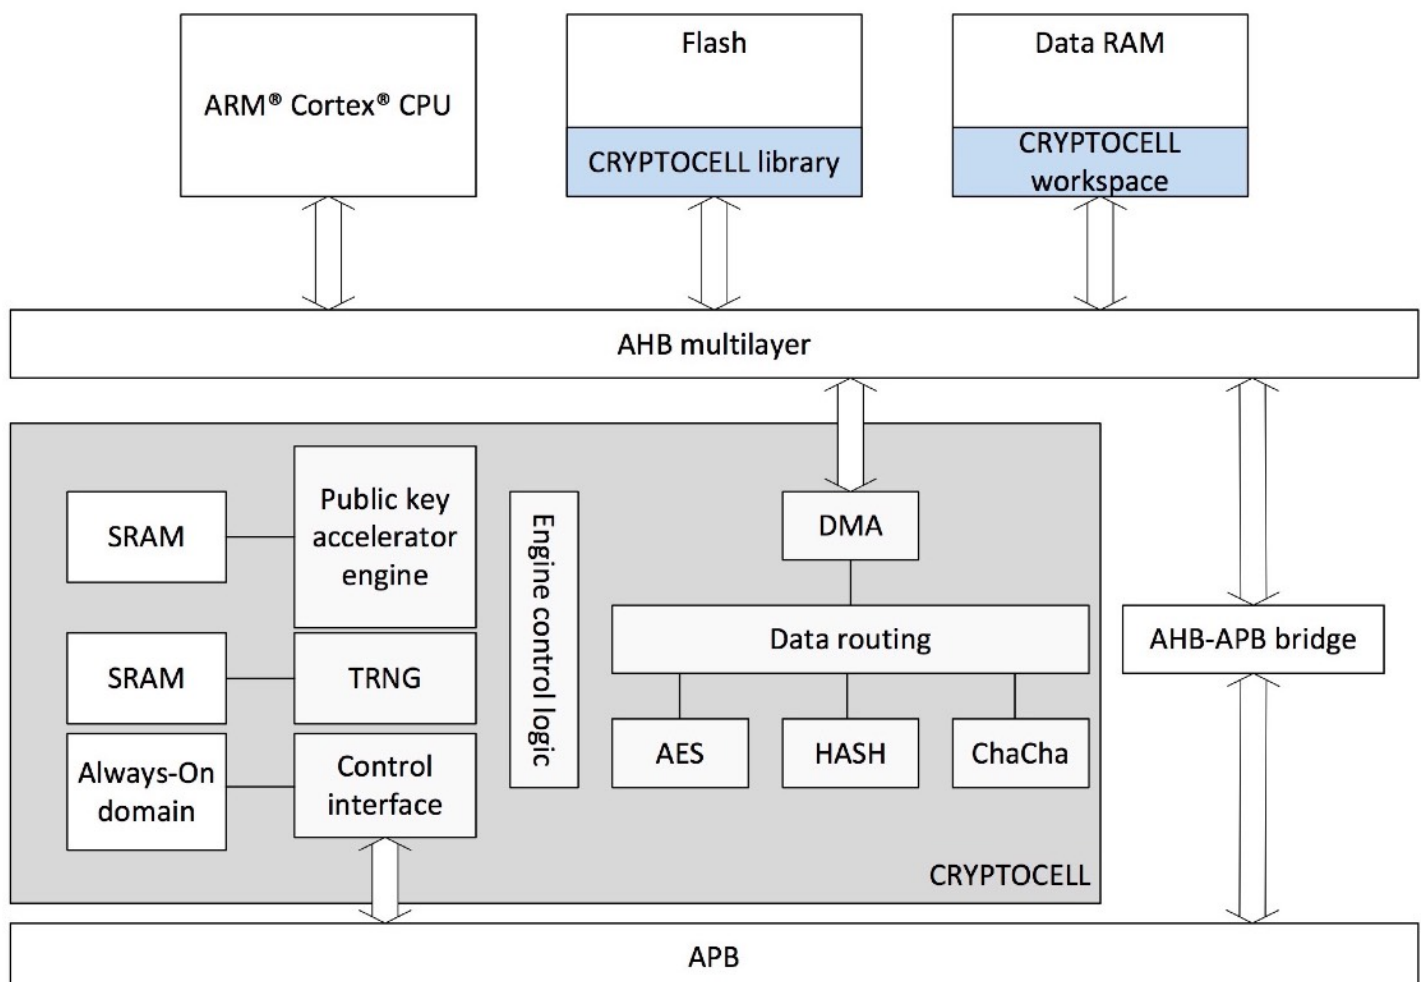 ARM® Cortex® CPU
Flash
CRYPTOCELL library
Data RAM
CRYPTOCELL
workspace
AHB multilayer
SRAM
Public key
accelerator
engine
SRAM
TRNG
Always-On
domain
Control
interface
Engine control logic
DMA
Data routing
AES
HASH
ChaCha
CRYPTOCELL
AHB-APB bridge
APB